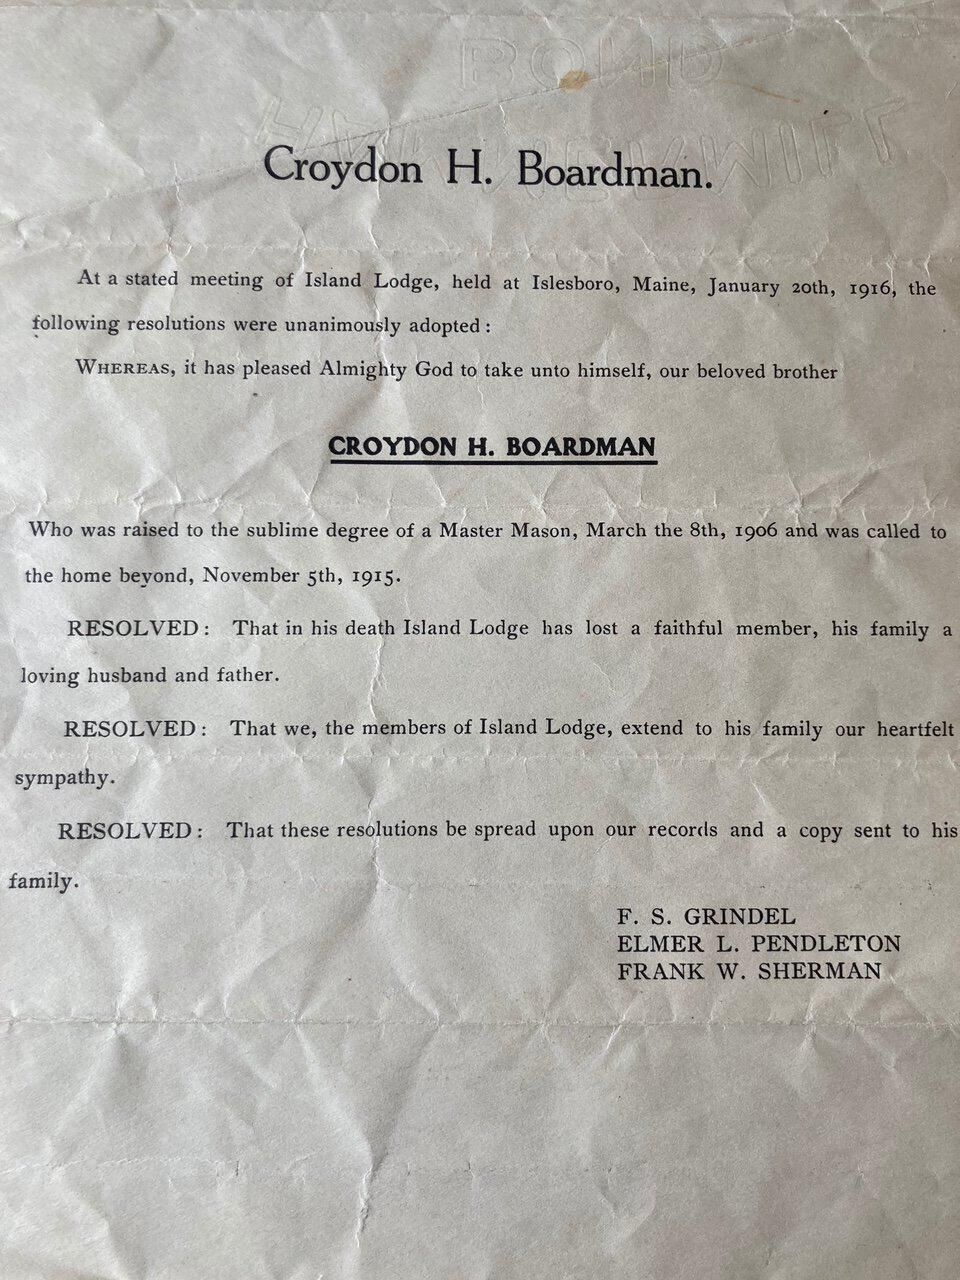 BOND
Croydon H. Boardman.
At a stated meeting of Island Lodge, held at Islesboro, Maine, January 20th, 1916, the
following resolutions were unanimously adopted :
WHEREAS, it has pleased Almighty God to take unto himself, our beloved brother
CROYDON H. BOARDMAN
Who was raised to the sublime degree of a Master Mason, March the 8th, 1906 and was called to
the home beyond, November 5th, 1915.
RESOLVED : That in his death Island Lodge has lost a faithful member, his family a
loving husband and father.
RESOLVED : That we, the members of Island Lodge, extend to his family our heartfelt
sympathy.
RESOLVED : That these resolutions be spread upon our records and a copy sent to his
family.
F. S. GRINDEL
ELMER L. PENDLETON
FRANK W. SHERMAN